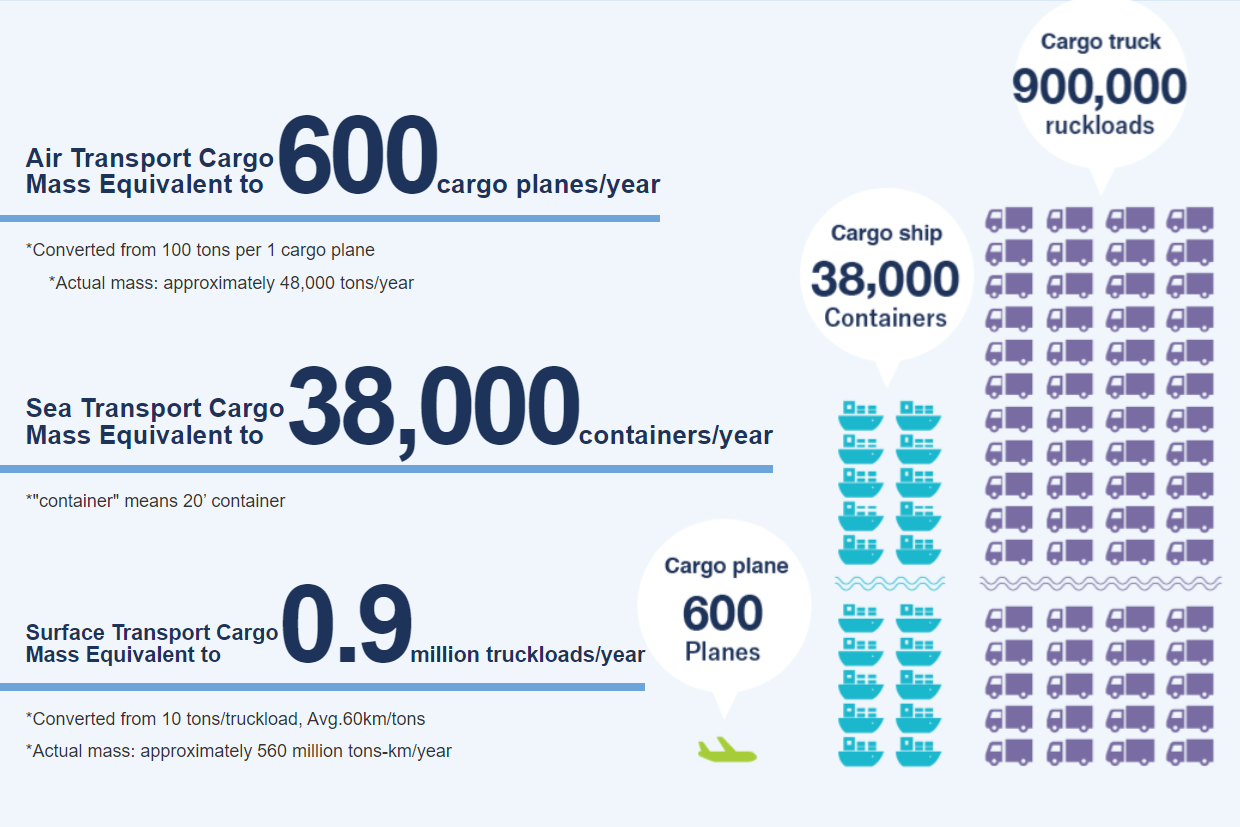 Air Transport Cargo
Mass Equivalent to 600 cargo planes/year
*Converted from 100 tons per 1 cargo plane
*Actual mass: approximately 48,000 tons/year
Sea Transport Cargo
Mass Equivalent to 38,000 containers/year
*"container" means 20’ container
Surface Transport Cargo
Mass Equivalent to 0.9 million truckloads/year
*Converted from 10 tons/truckload, Avg.60km/tons
*Actual mass: approximately 560 million tons-km/year
Cargo plane
600
Planes
Cargo ship
38,000
Containers
Cargo truck
900,000
ruckloads